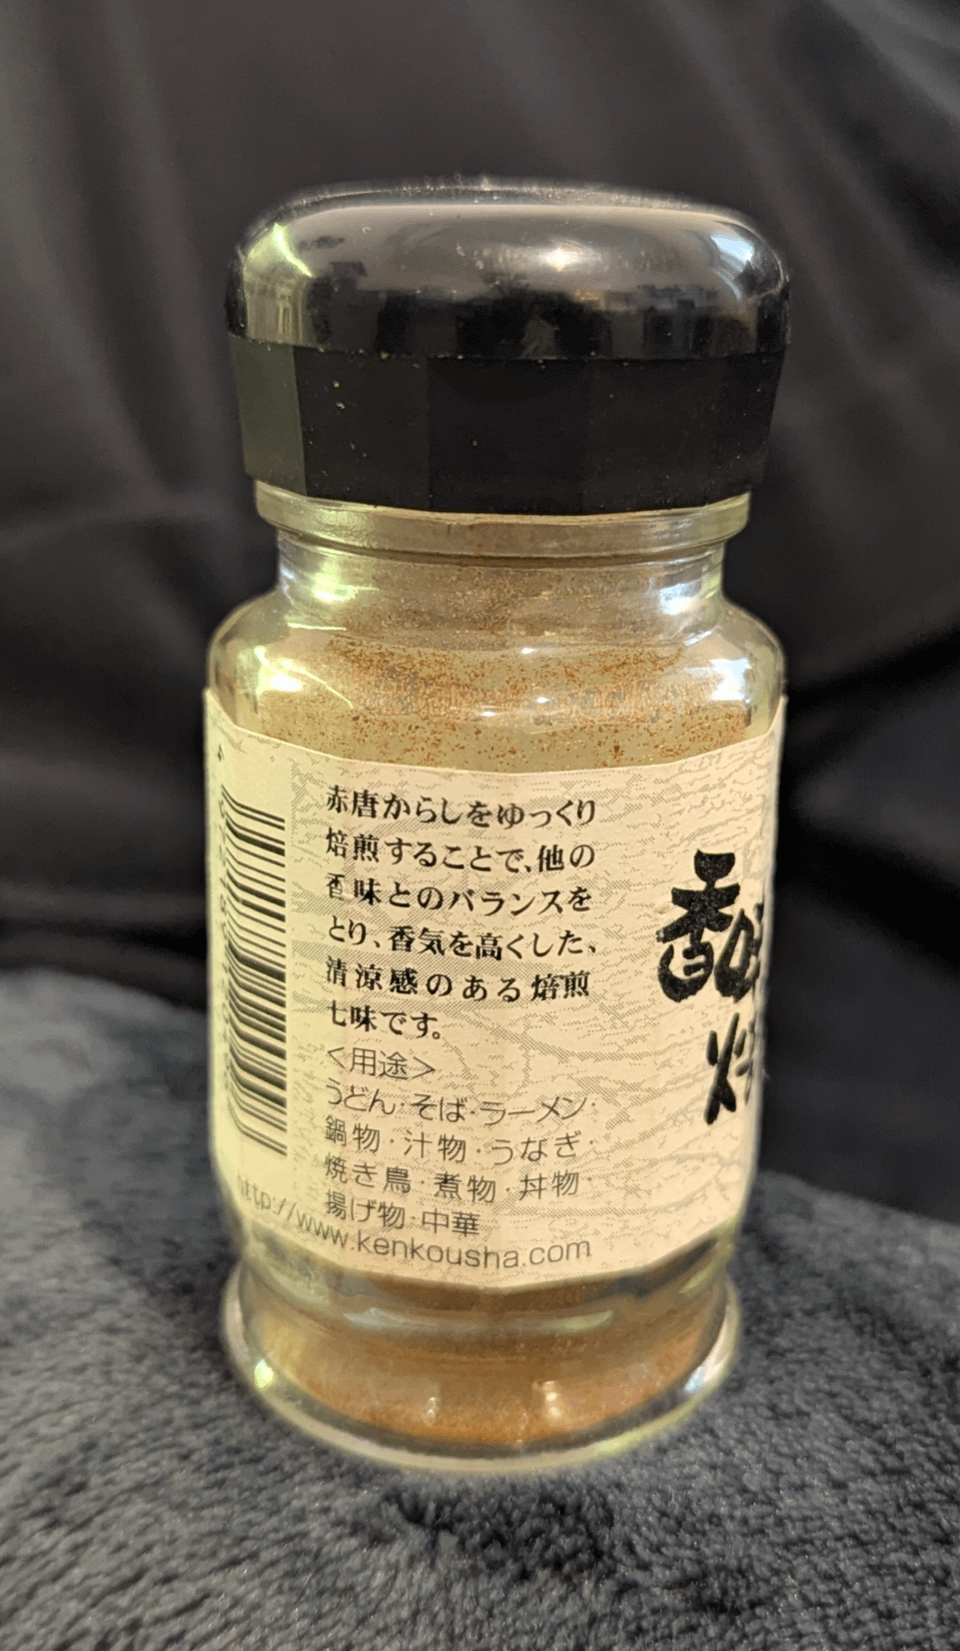 赤唐からしをゆっくり
焙煎することで、他の
香味とのバランスを
とり、香気を高くした、
清涼感のある焙煎
七味です。
＜用途＞
うどん・そば・ラーメン・
鍋物・汁物・うなぎ・
焼き鳥・煮物・丼物・
揚げ物・中華
http://www.kenkousha.com
香